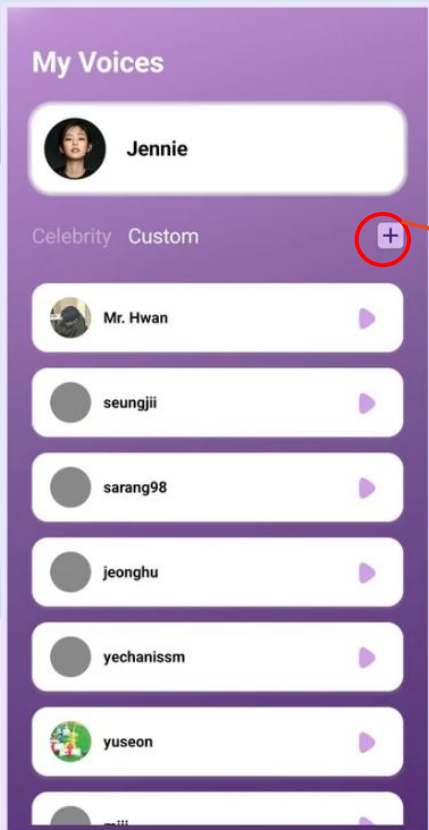 My Voices
Jennie
Celebrity Custom
Mr. Hwan
seungjii
sarang98
jeonghu
yechanissm
yuseon